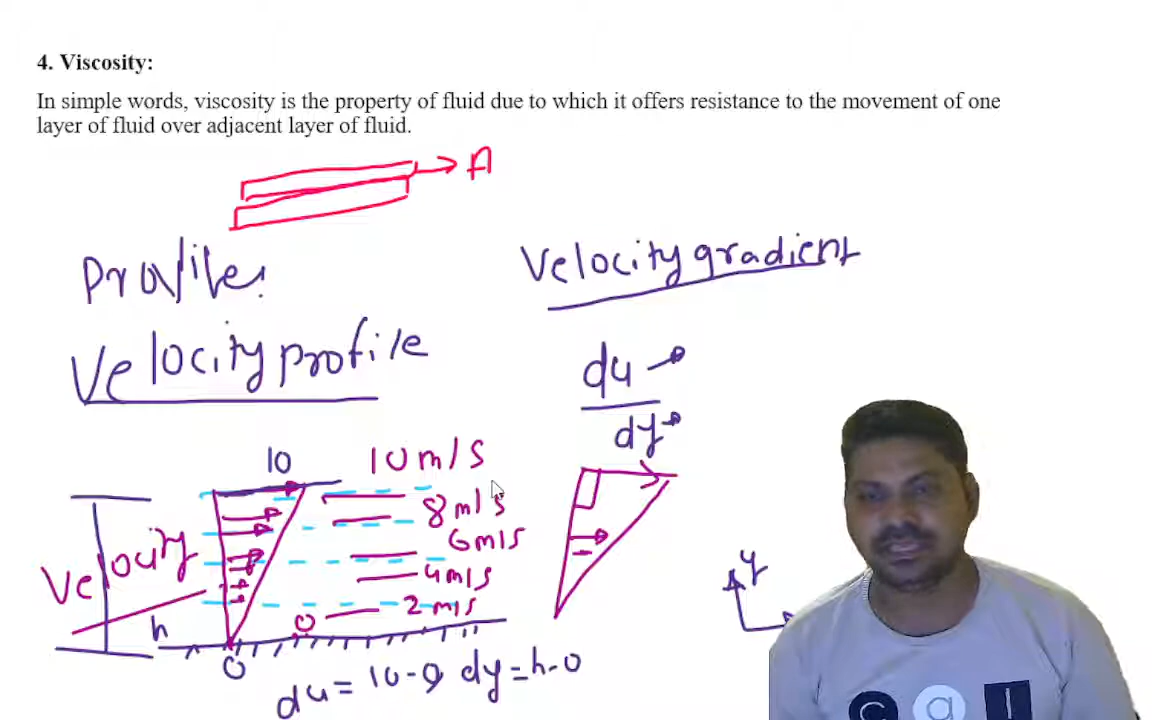 4. Viscosity:
In simple words, viscosity is the property of fluid due to which it offers resistance to the movement of one
layer of fluid over adjacent layer of fluid.
A
Profile:
Velocity gradient
Velocity profile
du
dy
10
10 m/s
8 m/s
6 m/s
4 m/s
2 m/s
Velocity
h
0
0
y
du = 10-0 dy = h-0
cal